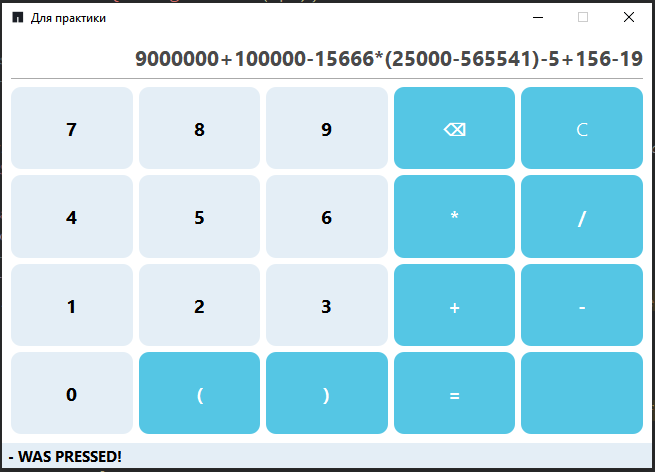 Для практики
9000000+100000-15666*(25000-565541)-5+156-19
7 8 9 ⌫ C
4 5 6 * /
1 2 3 + -
0 ( ) =
- WAS PRESSED!